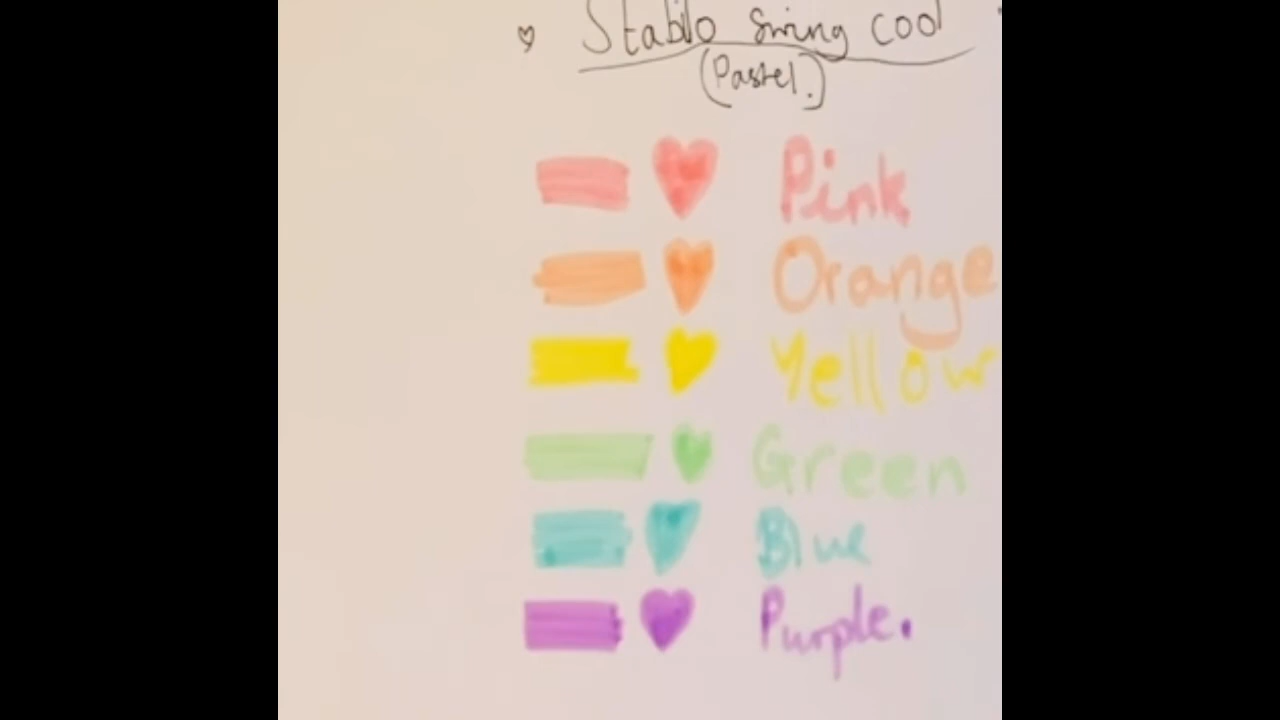 Stabilo swing cool
(Pastel.)
Pink
Orange
Yellow
Green
Blue
Purple.